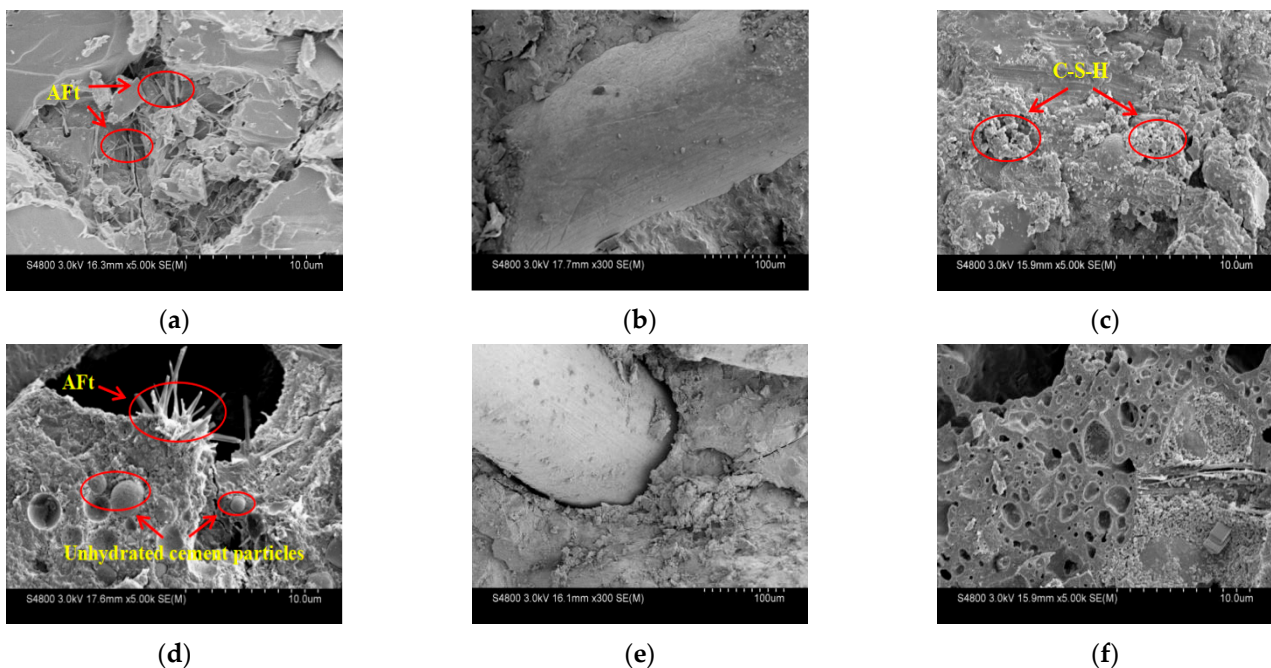 AFt
S4800 3.0kV 16.3mm x5.00k SE(M)
10.0um
(a)
S4800 3.0kV 17.7mm x300 SE(M)
100um
(b)
C-S-H
S4800 3.0kV 15.9mm x5.00k SE(M)
10.0um
(c)
AFt
Unhydrated cement particles
S4800 3.0kV 17.6mm x5.00k SE(M)
10.0um
(d)
S4800 3.0kV 16.1mm x300 SE(M)
100um
(e)
S4800 3.0kV 15.9mm x5.00k SE(M)
10.0um
(f)